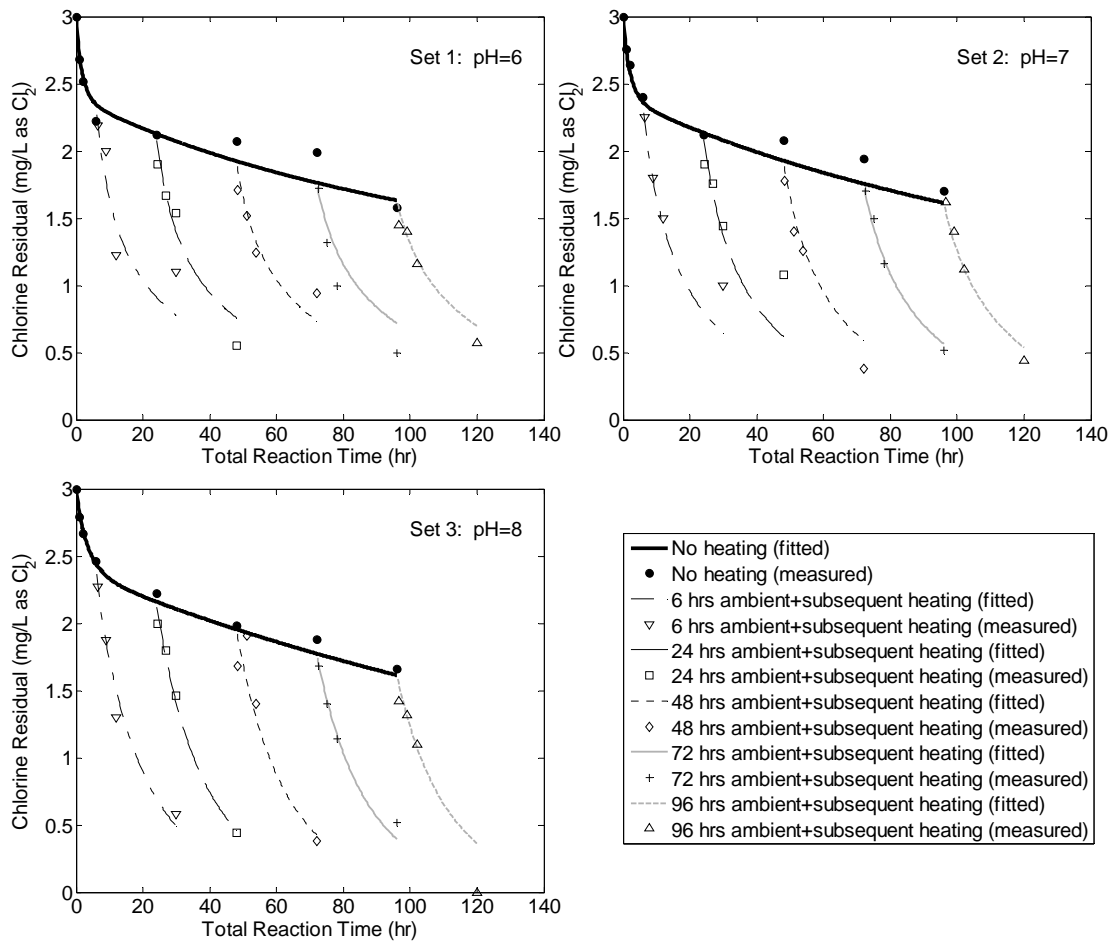 Set 1: pH=6
Chlorine Residual (mg/L as Cl2)
3
2.5
2
1.5
1
0.5
0
0 20 40 60 80 100 120 140
Total Reaction Time (hr)
Set 2: pH=7
Chlorine Residual (mg/L as Cl2)
3
2.5
2
1.5
1
0.5
0
0 20 40 60 80 100 120 140
Total Reaction Time (hr)
Set 3: pH=8
Chlorine Residual (mg/L as Cl2)
3
2.5
2
1.5
1
0.5
0
0 20 40 60 80 100 120 140
Total Reaction Time (hr)
No heating (fitted)
No heating (measured)
6 hrs ambient+subsequent heating (fitted)
6 hrs ambient+subsequent heating (measured)
24 hrs ambient+subsequent heating (fitted)
24 hrs ambient+subsequent heating (measured)
48 hrs ambient+subsequent heating (fitted)
48 hrs ambient+subsequent heating (measured)
72 hrs ambient+subsequent heating (fitted)
72 hrs ambient+subsequent heating (measured)
96 hrs ambient+subsequent heating (fitted)
96 hrs ambient+subsequent heating (measured)